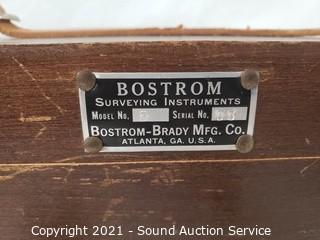 BOSTROM
SURVEYING INSTRUMENTS
MODEL NO. SERIAL NO.
BOSTROM-BRADY MFG. CO.
ATLANTA, GA. U.S.A.
Copyright 2021 - Sound Auction Service